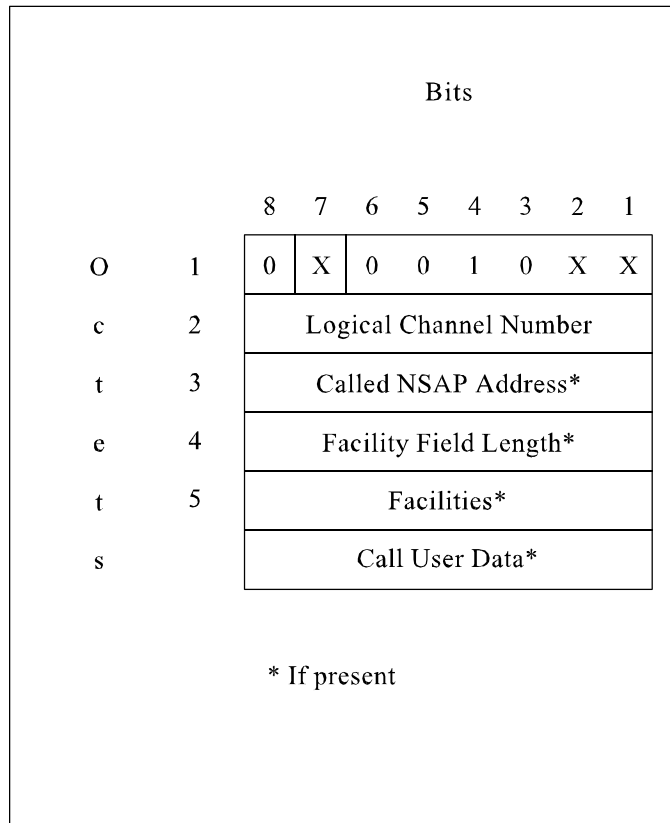 Bits
8 7 6 5 4 3 2 1
O 1 0 X 0 0 1 0 X X
c 2 Logical Channel Number
t 3 Called NSAP Address*
e 4 Facility Field Length*
t 5 Facilities*
s Call User Data*
* If present